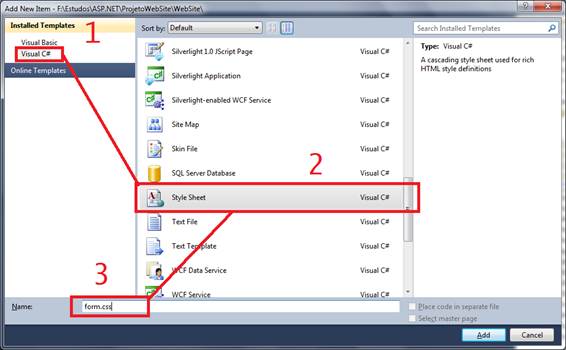 Add New Item - F:\Estudos\ASP.NET\ProjetoWebSite\WebSite\
Installed Templates
Visual Basic
Visual C#
Online Templates
1
Sort by: Default
Silverlight 1.0 JScript Page Visual C#
Silverlight Application Visual C#
Silverlight-enabled WCF Service Visual C#
Site Map Visual C#
Skin File Visual C#
SQL Server Database Visual C#
2
Style Sheet Visual C#
Text File Visual C#
Text Template Visual C#
WCF Data Service Visual C#
WCF Service Visual C#
Search Installed Templates
Type: Visual C#
A cascading style sheet used for rich
HTML style definitions
3
Name: form.css
Place code in separate file
Select master page
Add Cancel